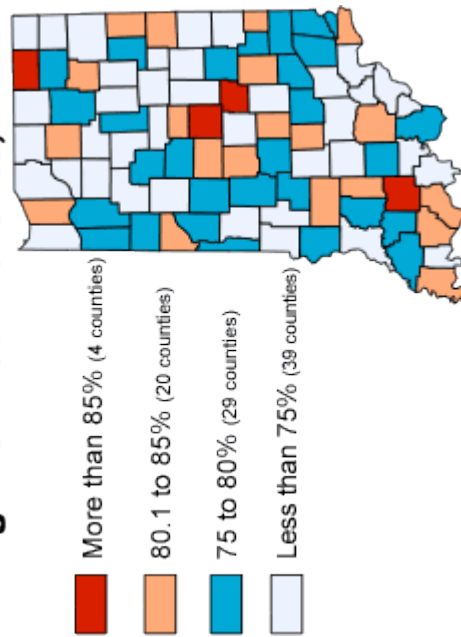 More than 85% (4 counties)
80.1 to 85% (20 counties)
75 to 80% (29 counties)
Less than 75% (39 counties)